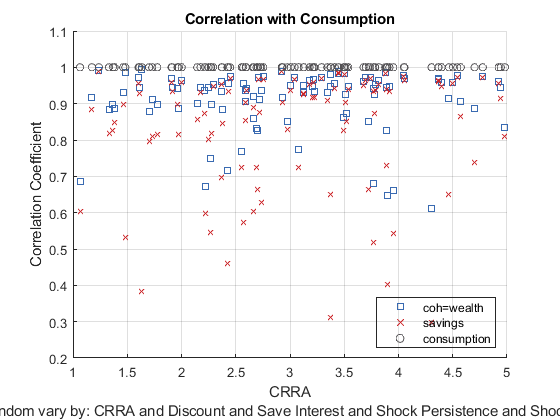 Correlation with Consumption
1.1
1
0.9
0.8
0.7
0.6
0.5
0.4
0.3
0.2
Correlation Coefficient
coh=wealth
savings
consumption
1
1.5
2
2.5
3
3.5
4
4.5
5
CRRA
ndom vary by: CRRA and Discount and Save Interest and Shock Persistence and Shoc